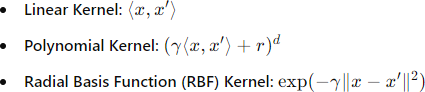 • Linear Kernel: ⟨x, x′⟩
• Polynomial Kernel: (γ⟨x, x′⟩ + r)^d
• Radial Basis Function (RBF) Kernel: exp(−γ‖x − x′‖²)